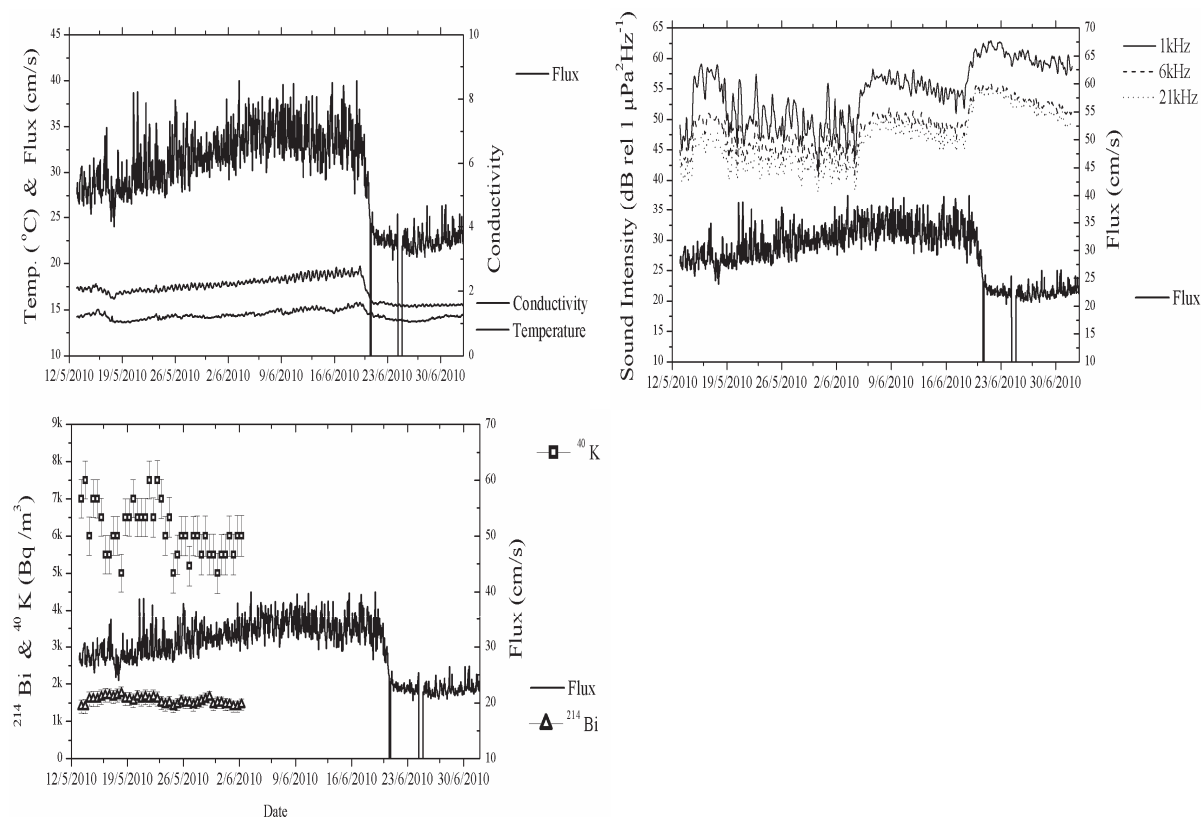 Temp. (°C) & Flux (cm/s)
45
40
35
30
25
20
15
10
10
8
6
4
2
0
Conductivity
Flux
Conductivity
Temperature
12/5/2010 19/5/2010 26/5/2010 2/6/2010 9/6/2010 16/6/2010 23/6/2010 30/6/2010
Sound Intensity (dB rel 1 μPa²Hz⁻¹)
65
60
55
50
45
40
35
30
25
20
15
10
70
60
50
40
30
20
10
Flux (cm/s)
1kHz
6kHz
21kHz
Flux
12/5/2010 19/5/2010 26/5/2010 2/6/2010 9/6/2010 16/6/2010 23/6/2010 30/6/2010
²¹⁴Bi & ⁴⁰K (Bq /m³)
9k
8k
7k
6k
5k
4k
3k
2k
1k
0
70
60
50
40
30
20
10
Flux (cm/s)
⁴⁰K
Flux
²¹⁴Bi
12/5/2010 19/5/2010 26/5/2010 2/6/2010 9/6/2010 16/6/2010 23/6/2010 30/6/2010
Date